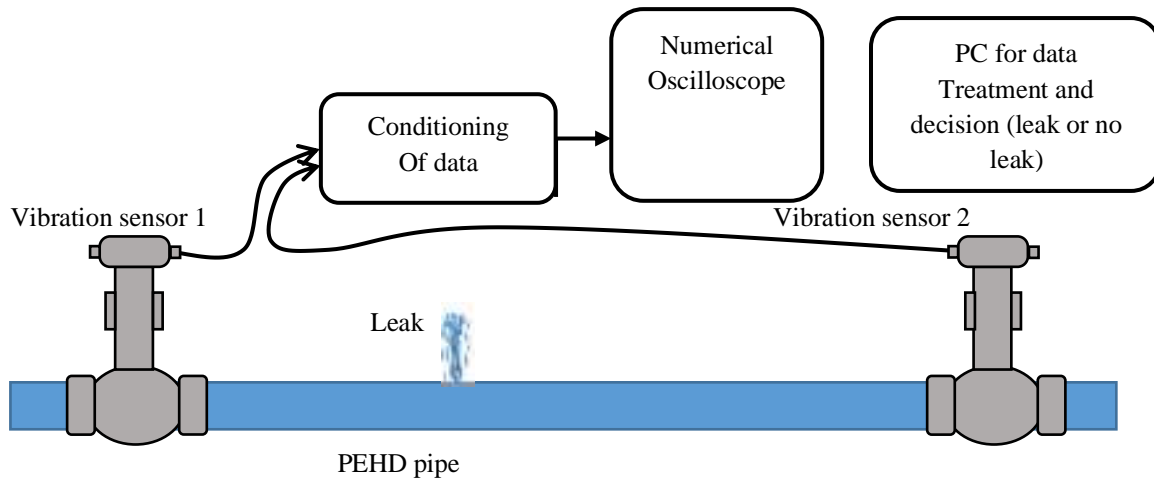 Numerical
Oscilloscope
PC for data
Treatment and
decision (leak or no
leak)
Conditioning
Of data
Vibration sensor 1
Vibration sensor 2
Leak
PEHD pipe